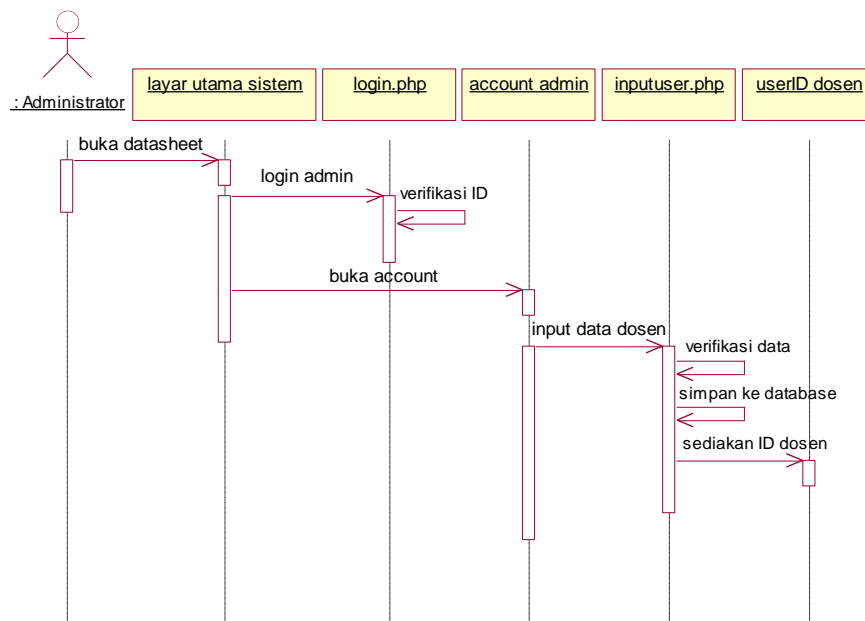 : Administrator
layar utama sistem
login.php
account admin
inputuser.php
userID dosen
buka datasheet
login admin
verifikasi ID
buka account
input data dosen
verifikasi data
simpan ke database
sediakan ID dosen